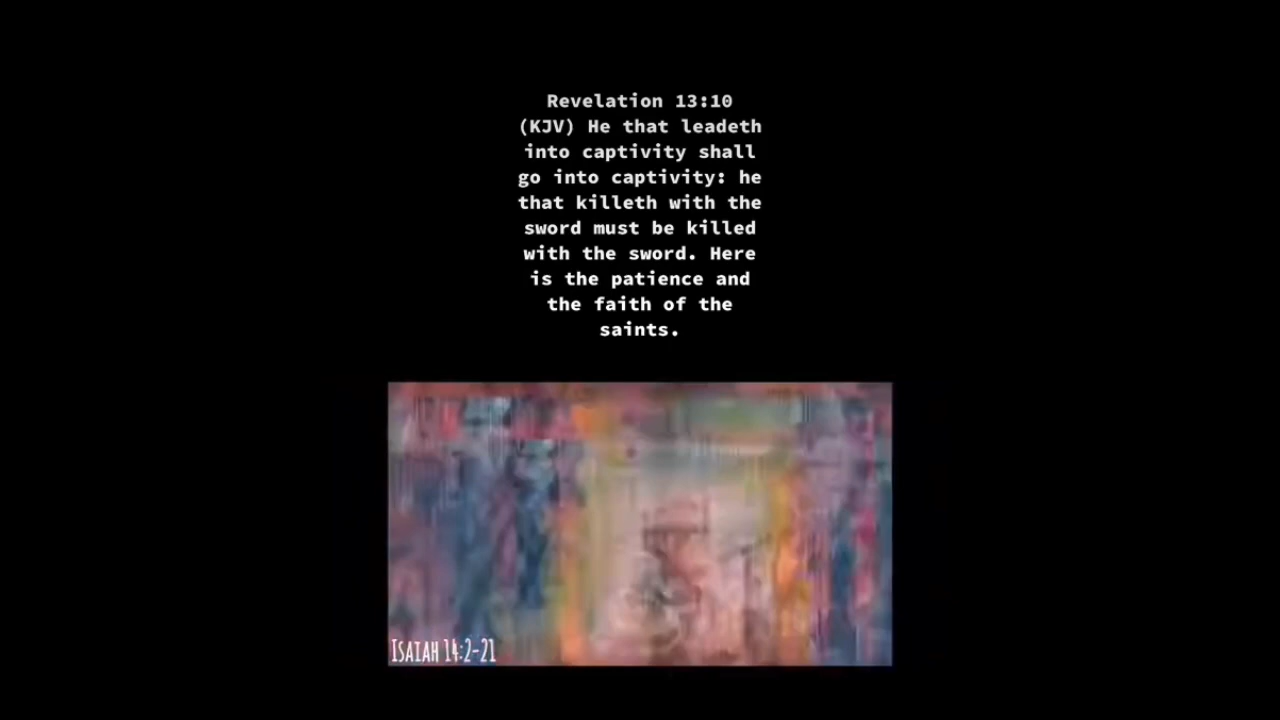 Revelation 13:10
(KJV) He that leadeth
into captivity shall
go into captivity: he
that killeth with the
sword must be killed
with the sword. Here
is the patience and
the faith of the
saints.
Isaiah 14:2-21